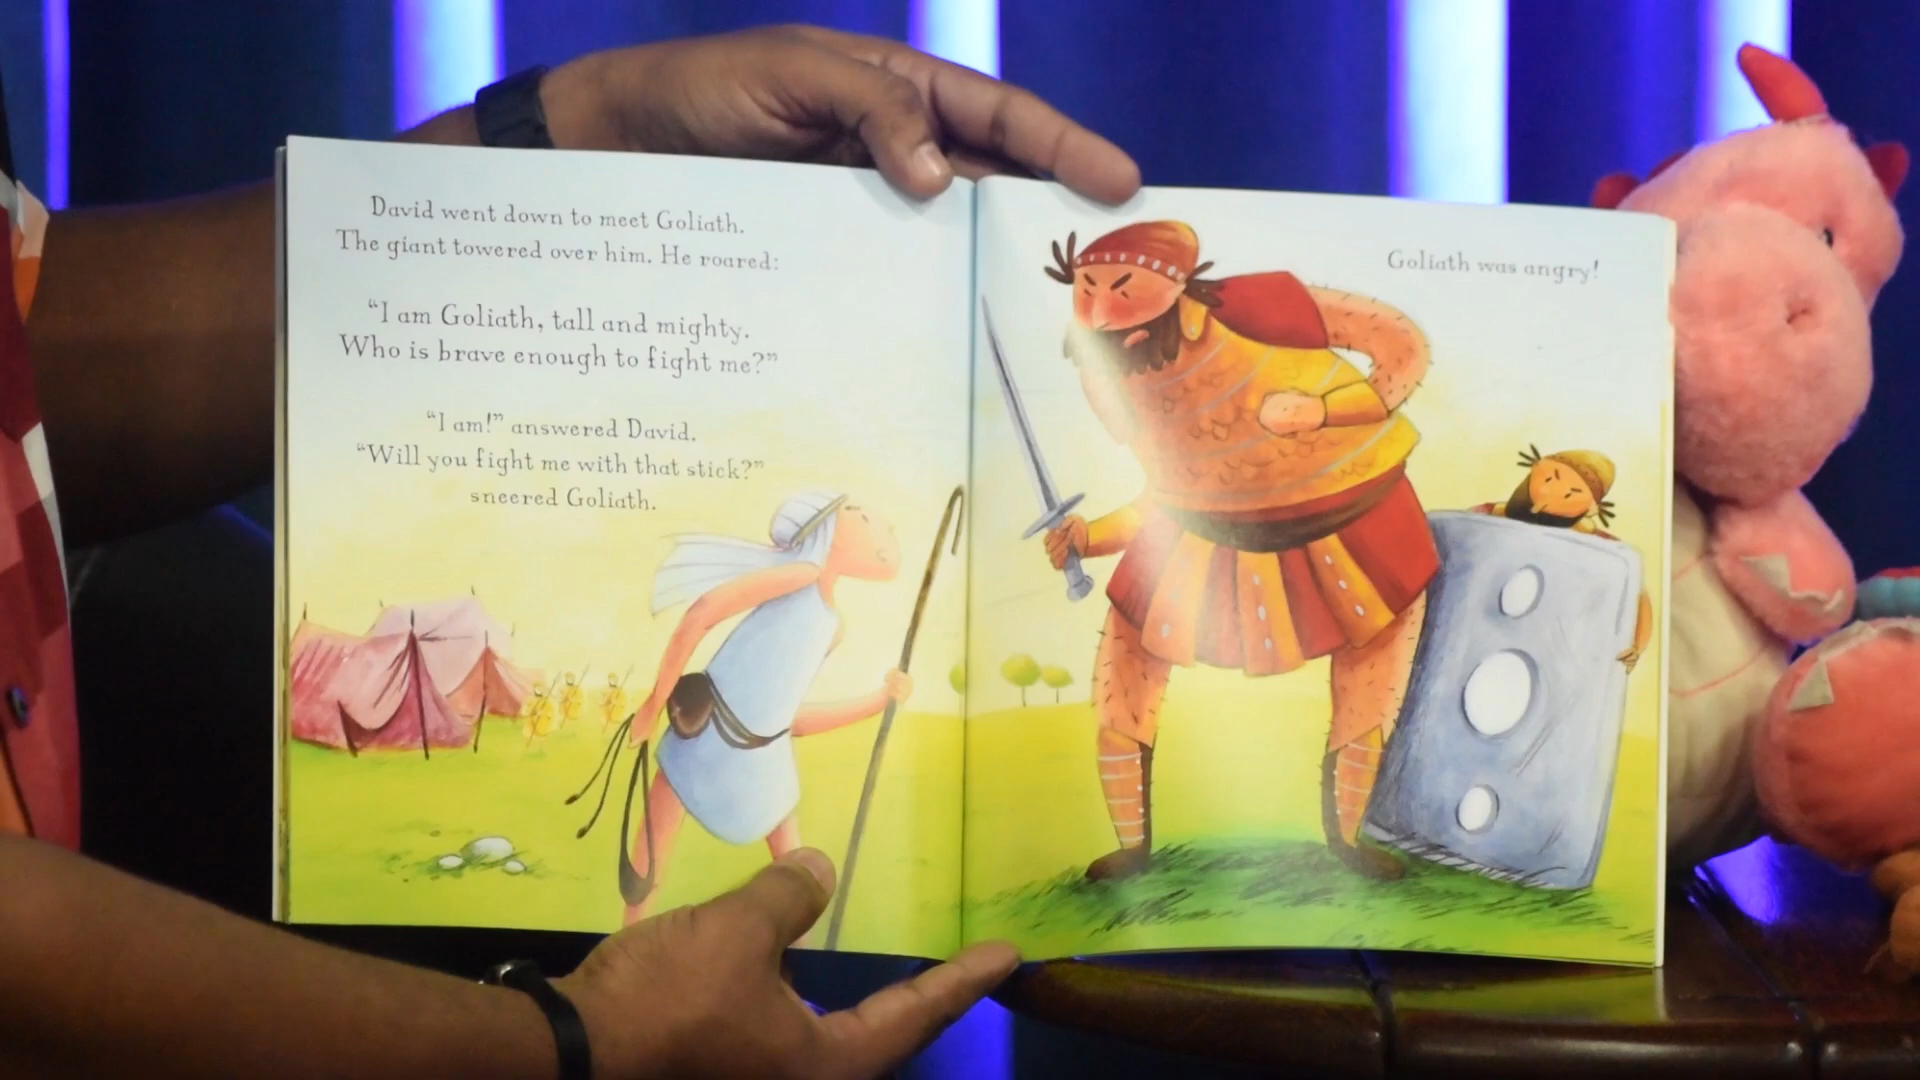 David went down to meet Goliath.
The giant towered over him. He roared:
“I am Goliath, tall and mighty.
Who is brave enough to fight me?”
“I am!” answered David.
“Will you fight me with that stick?”
sneered Goliath.
Goliath was angry!